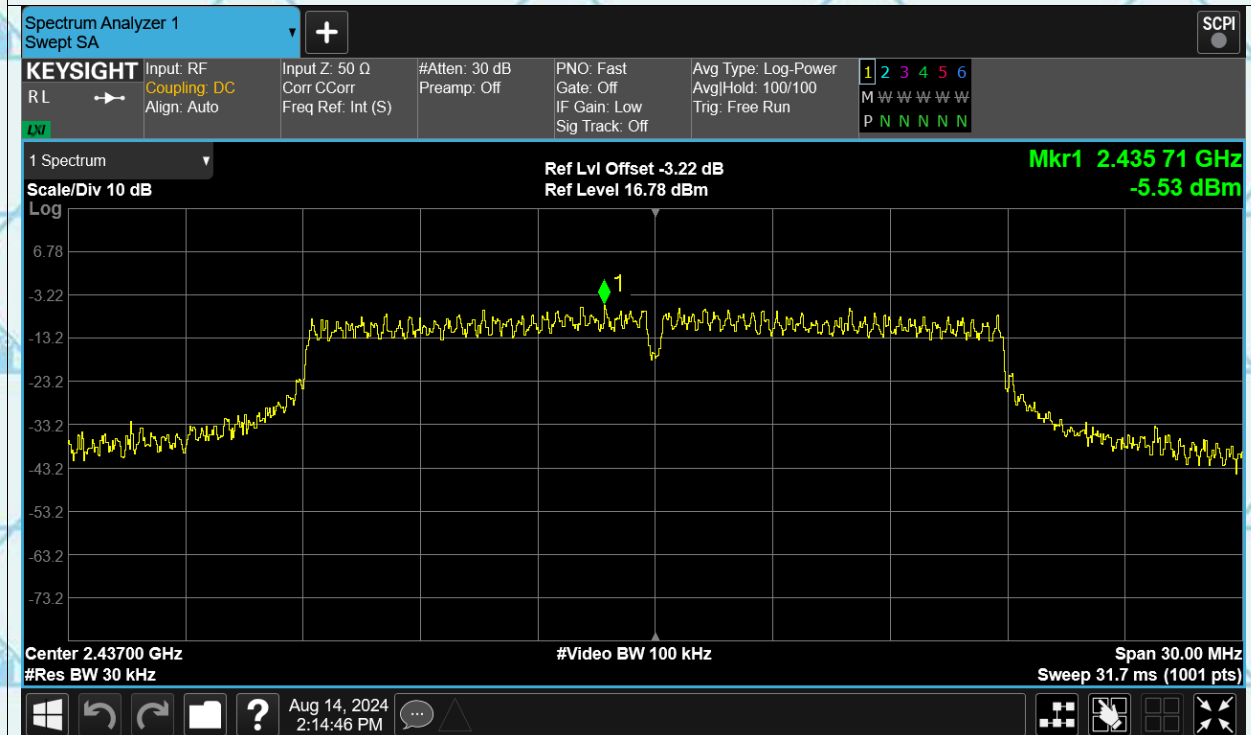 Spectrum Analyzer 1
Swept SA
+
SCPI
KEYSIGHT
RL
LXI
Input: RF
Coupling: DC
Align: Auto
Input Z: 50 Ω
Corr CCorr
Freq Ref: Int (S)
#Atten: 30 dB
Preamp: Off
PNO: Fast
Gate: Off
IF Gain: Low
Sig Track: Off
Avg Type: Log-Power
Avg|Hold: 100/100
Trig: Free Run
1 2 3 4 5 6
M W W W W W
P N N N N N
1 Spectrum
Scale/Div 10 dB
Ref Lvl Offset -3.22 dB
Ref Level 16.78 dBm
Mkr1 2.435 71 GHz
-5.53 dBm
Log
1
6.78
-3.22
-13.2
-23.2
-33.2
-43.2
-53.2
-63.2
-73.2
Center 2.43700 GHz
#Res BW 30 kHz
#Video BW 100 kHz
Span 30.00 MHz
Sweep 31.7 ms (1001 pts)
?
Aug 14, 2024
2:14:46 PM